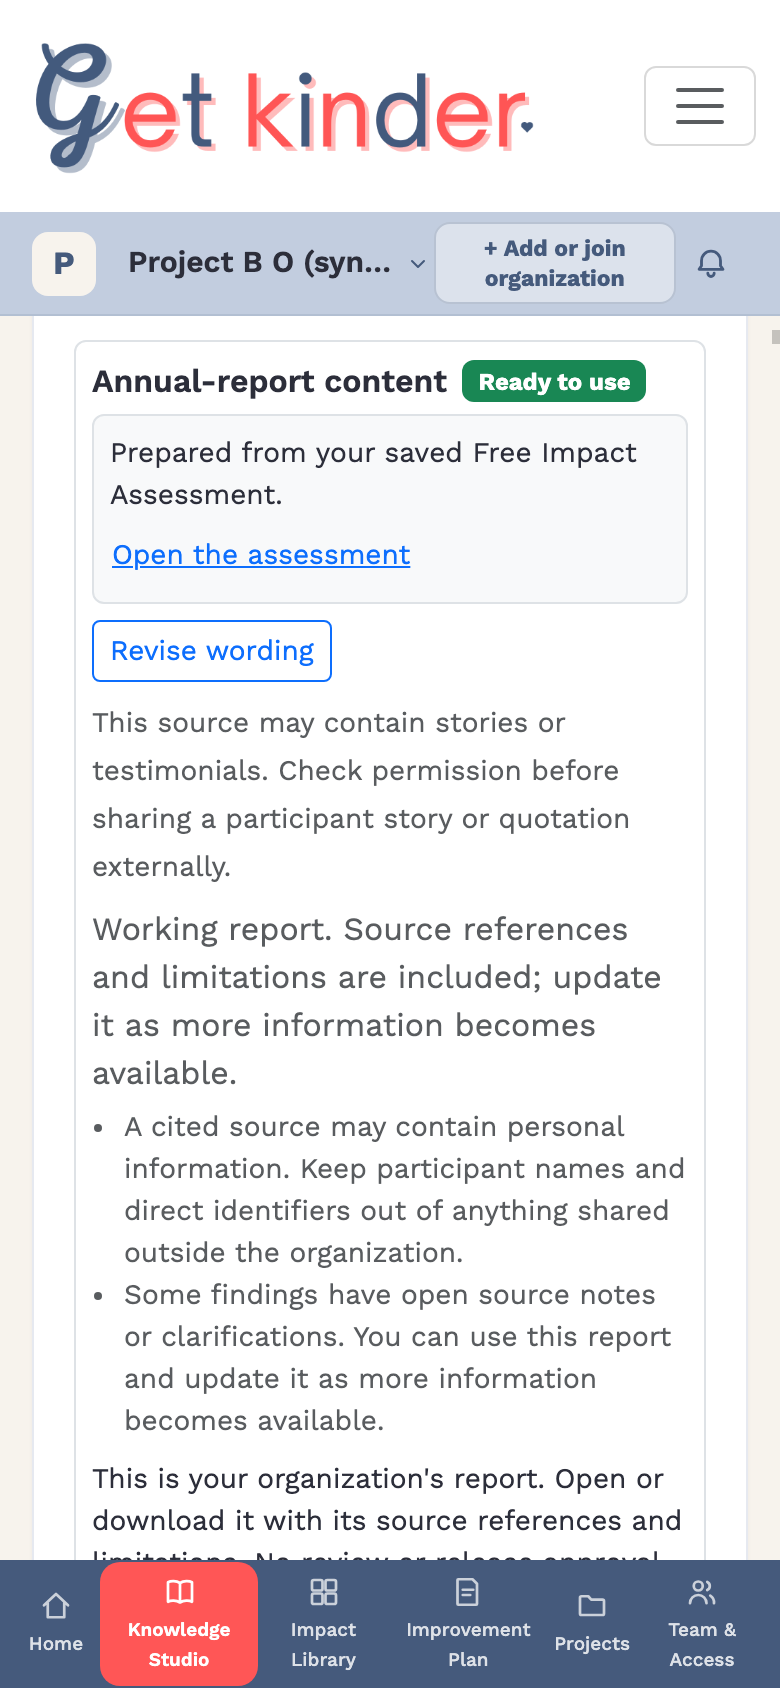 Get kinder
P
Project B O (syn...
+ Add or join
organization
Annual-report content
Ready to use
Prepared from your saved Free Impact
Assessment.
Open the assessment
Revise wording
This source may contain stories or
testimonials. Check permission before
sharing a participant story or quotation
externally.
Working report. Source references
and limitations are included; update
it as more information becomes
available.
• A cited source may contain personal
information. Keep participant names and
direct identifiers out of anything shared
outside the organization.
• Some findings have open source notes
or clarifications. You can use this report
and update it as more information
becomes available.
This is your organization's report. Open or
download it with its source references and
limitations. No review or release approval
Home
Knowledge
Studio
Impact
Library
Improvement
Plan
Projects
Team &
Access